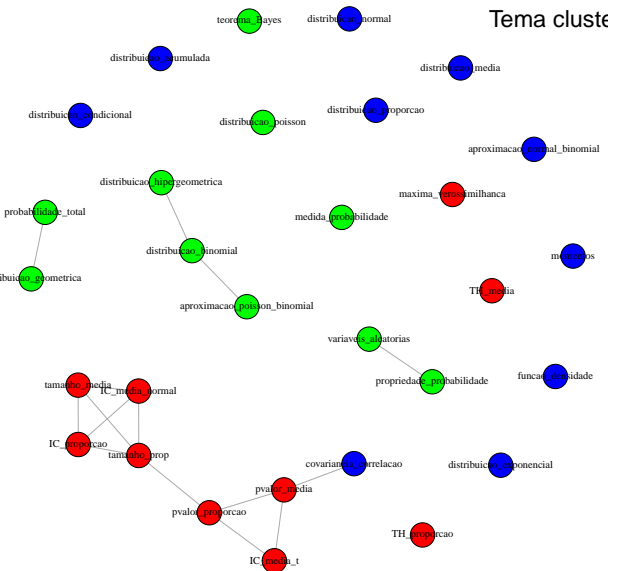 Tema cluste
teorema_Bayes
distribuicao_normal
distribuicao_acumulada
distribuicao_media
distribuicao_condicional
distribuicao_poisson
distribuicao_proporcao
aproximacao_normal_binomial
distribuicao_hipergeometrica
maxima_verossimilhanca
probabilidade_total
medida_probabilidade
distribuicao_binomial
momentos
ibuicao_geometrica
TH_media
aproximacao_poisson_binomial
variaveis_aleatorias
funcao_densidade
propriedade_probabilidade
tamanho_media
IC_media_normal
IC_proporcao
tamanho_prop
covariancia_correlacao
distribuicao_exponencial
pvalor_media
pvalor_proporcao
TH_proporcao
IC_media_t